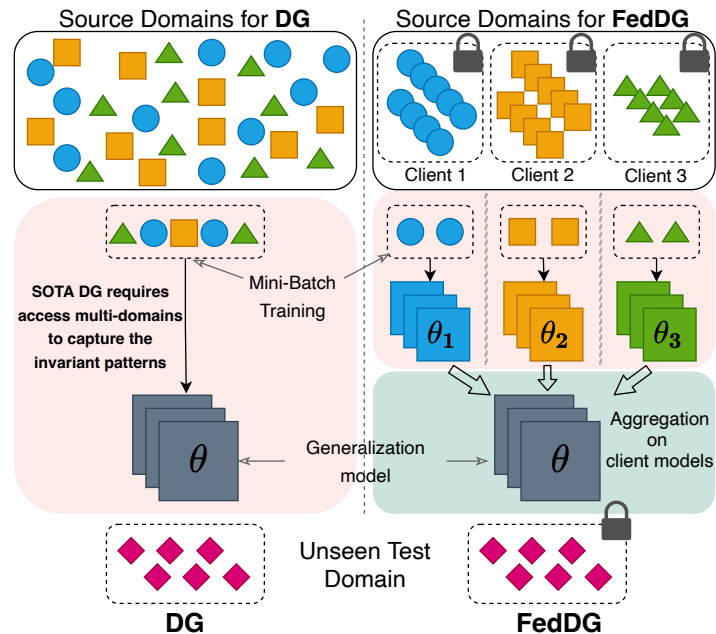 Source Domains for DG
Source Domains for FedDG
Client 1
Client 2
Client 3
Mini-Batch
Training
SOTA DG requires
access multi-domains
to capture the
invariant patterns
θ1
θ2
θ3
θ
Generalization
model
θ
Aggregation
on
client models
Unseen Test
Domain
DG
FedDG